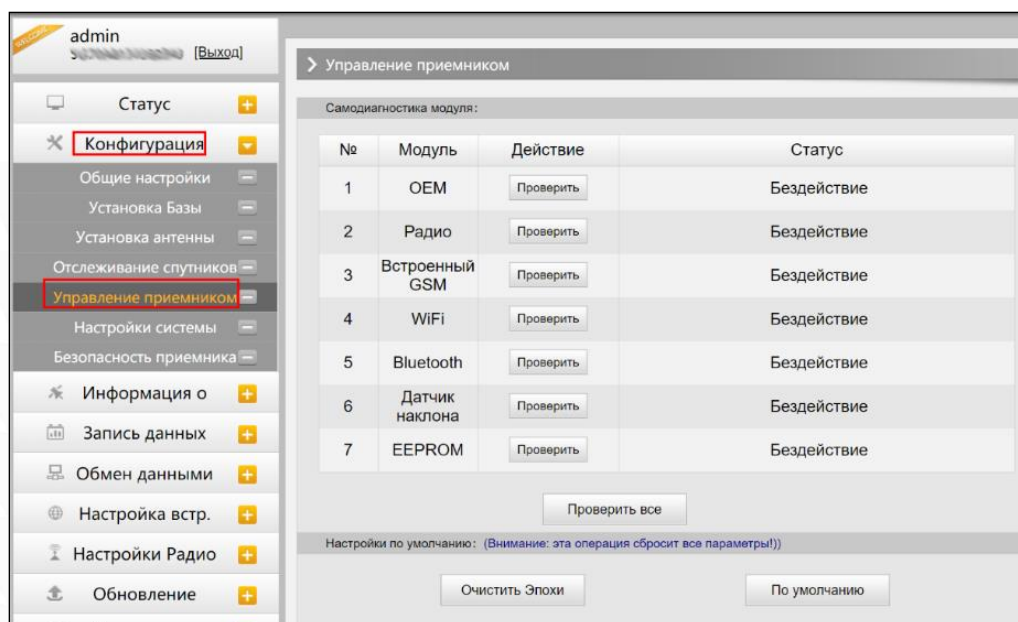 WELCOME
admin
[Выход]
Статус
Конфигурация
Общие настройки
Установка Базы
Установка антенны
Отслеживание спутников
Управление приемником
Настройки системы
Безопасность приемника
Информация о
Запись данных
Обмен данными
Настройка встр.
Настройки Радио
Обновление
Управление приемником
Самодиагностика модуля:
№ Модуль Действие Статус
1 OEM Проверить Бездействие
2 Радио Проверить Бездействие
3 Встроенный GSM Проверить Бездействие
4 WiFi Проверить Бездействие
5 Bluetooth Проверить Бездействие
6 Датчик наклона Проверить Бездействие
7 EEPROM Проверить Бездействие
Проверить все
Настройки по умолчанию: (Внимание: эта операция сбросит все параметры!))
Очистить Эпохи По умолчанию